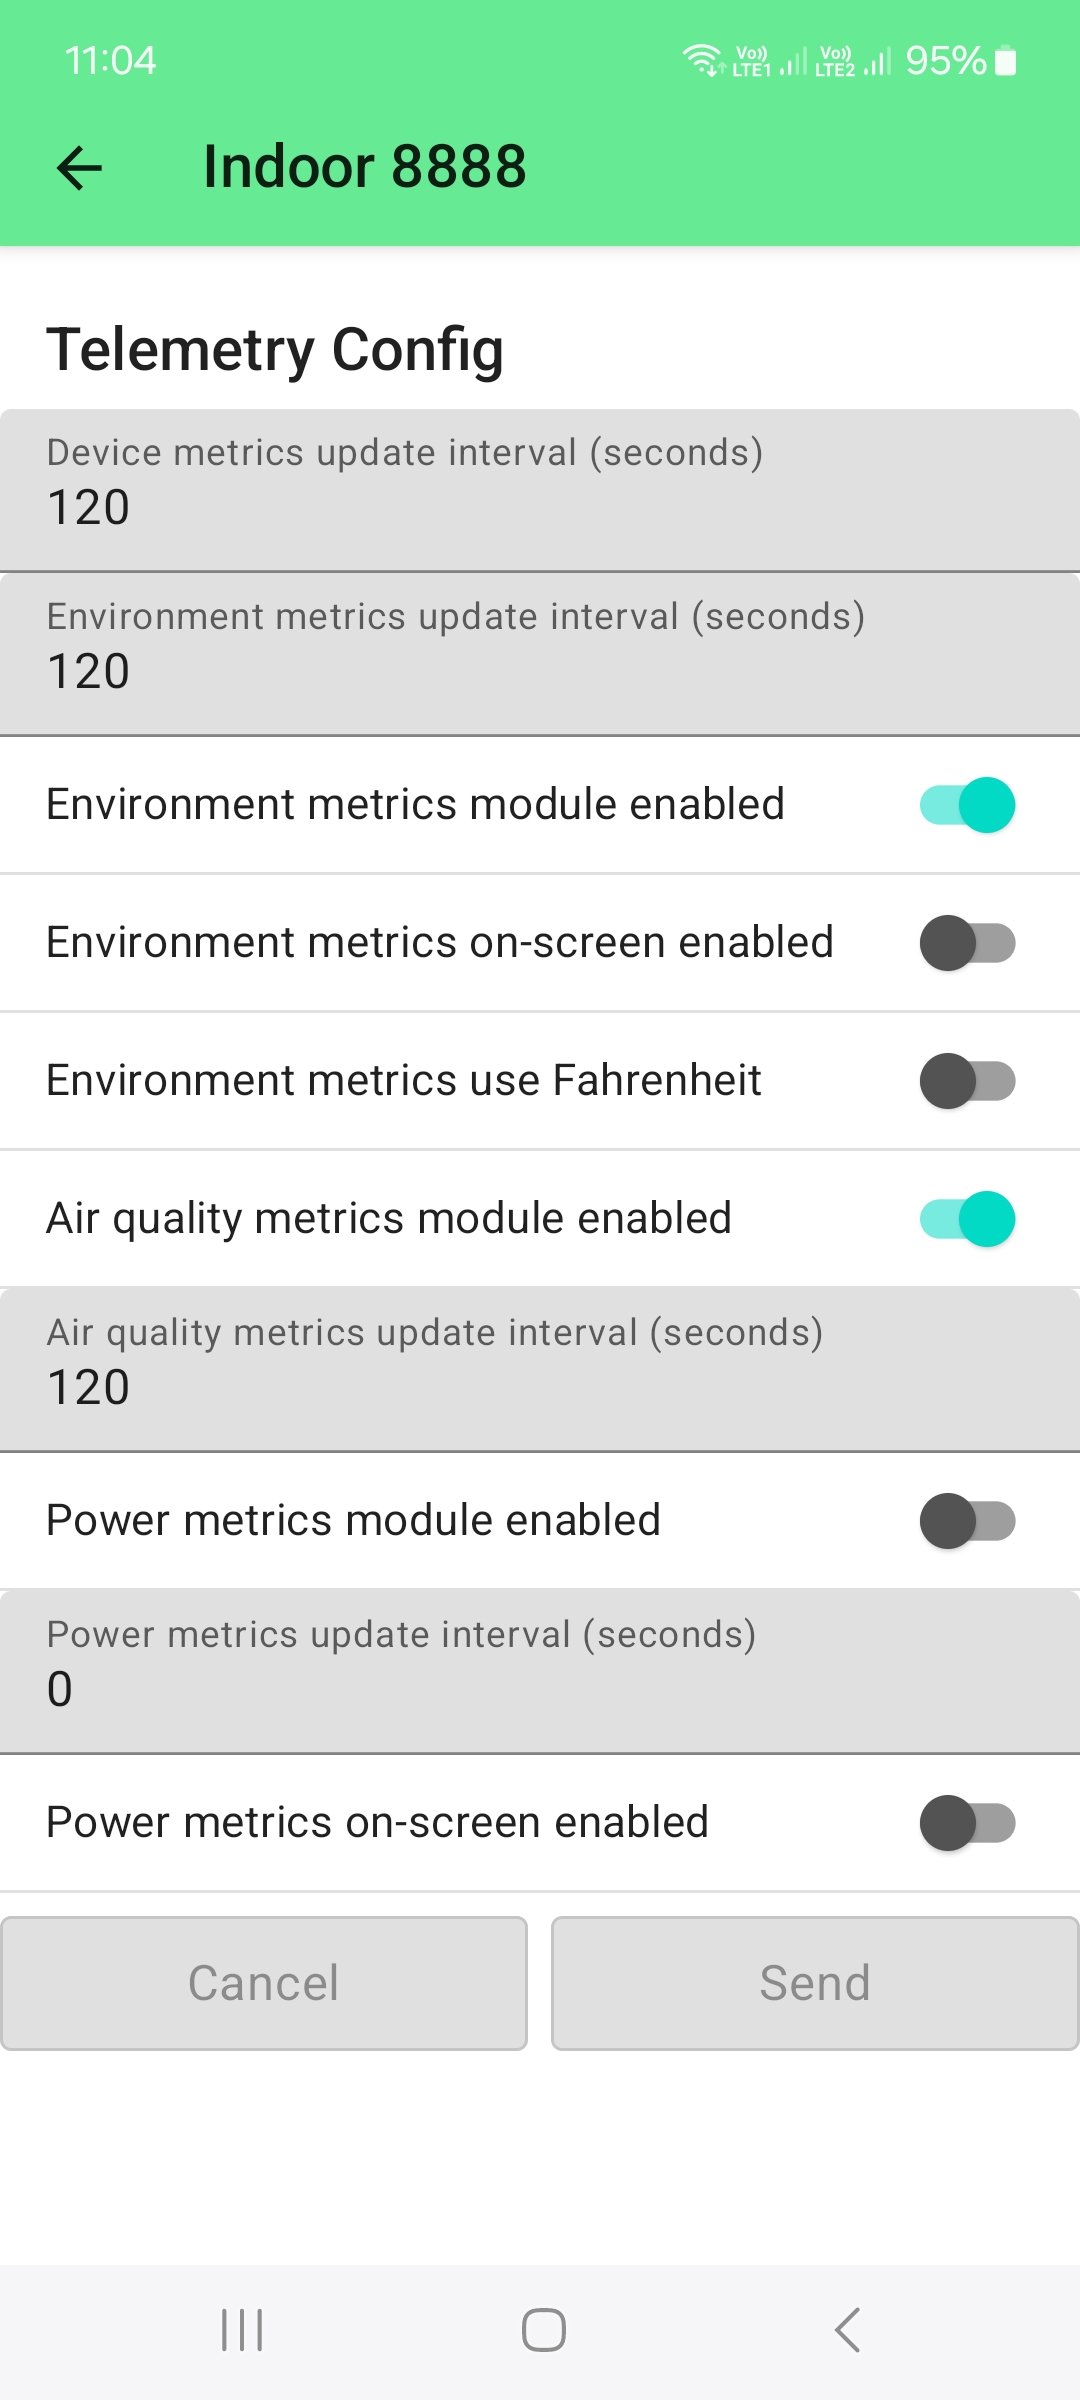 11:04
Vo)) LTE1 Vo)) LTE2 95%
Indoor 8888
Telemetry Config
Device metrics update interval (seconds)
120
Environment metrics update interval (seconds)
120
Environment metrics module enabled
Environment metrics on-screen enabled
Environment metrics use Fahrenheit
Air quality metrics module enabled
Air quality metrics update interval (seconds)
120
Power metrics module enabled
Power metrics update interval (seconds)
0
Power metrics on-screen enabled
Cancel
Send